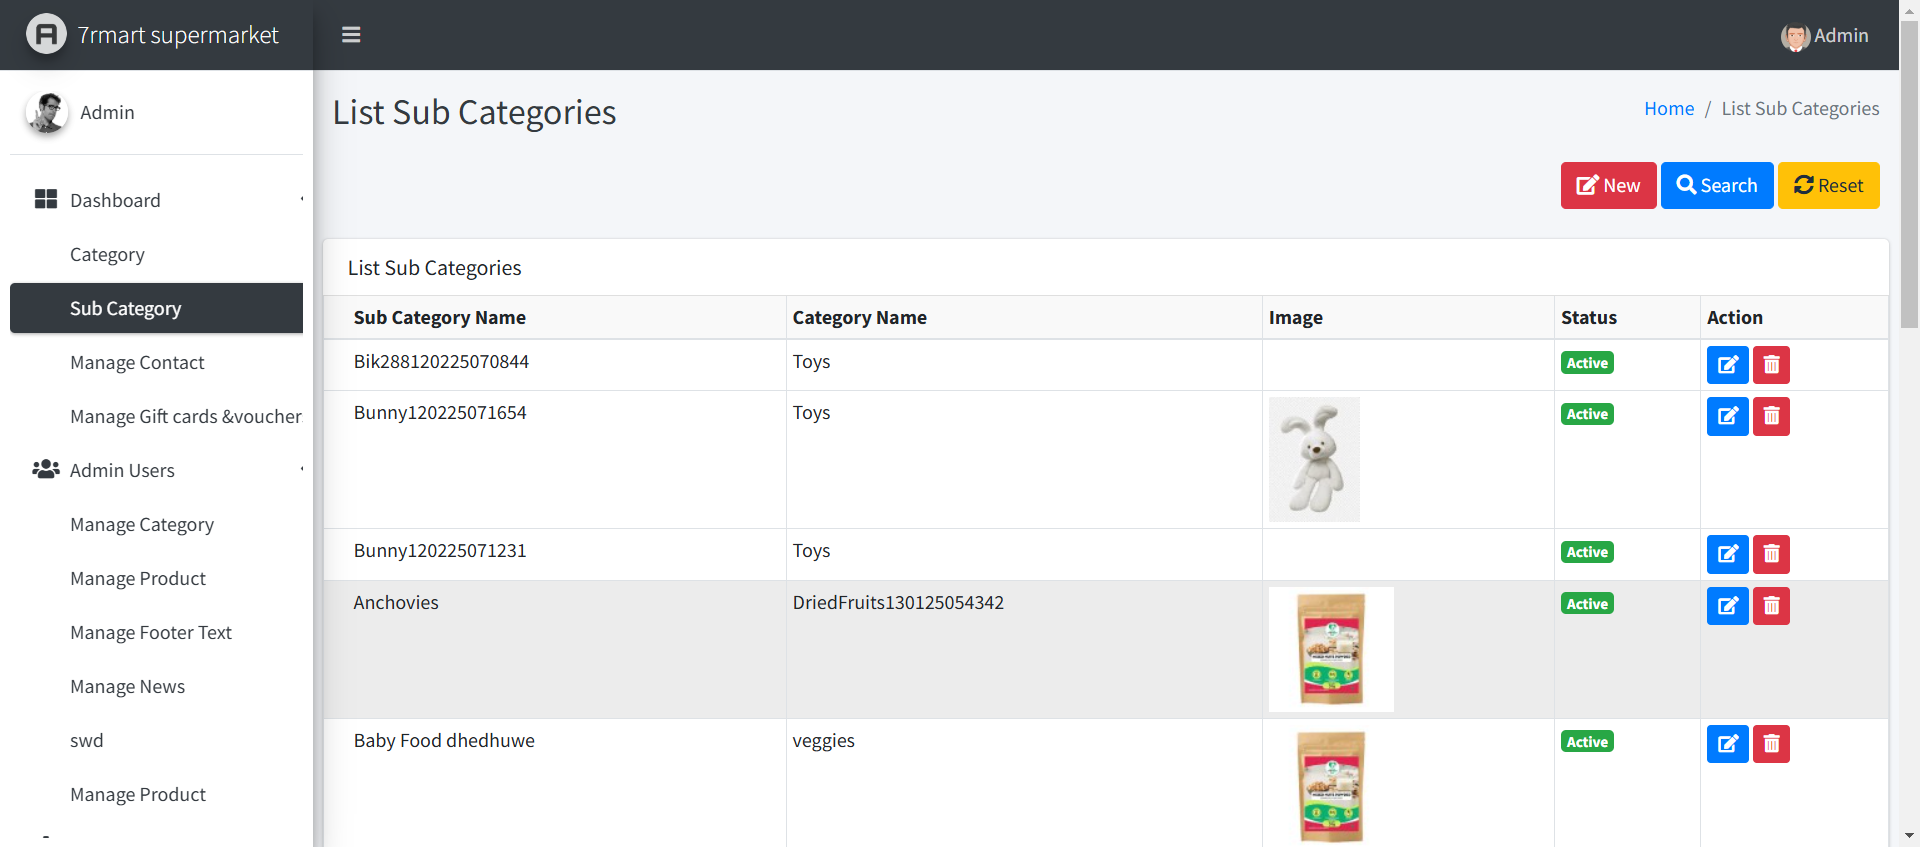 7rmart supermarket
Admin
Admin
Dashboard
Category
Sub Category
Manage Contact
Manage Gift cards &voucher
Admin Users
Manage Category
Manage Product
Manage Footer Text
Manage News
swd
Manage Product
List Sub Categories
Home / List Sub Categories
New Search Reset
List Sub Categories
Sub Category Name Category Name Image Status Action
Bik288120225070844 Toys Active
Bunny120225071654 Toys Active
Bunny120225071231 Toys Active
Anchovies DriedFruits130125054342 Active
Baby Food dhedhuwe veggies Active